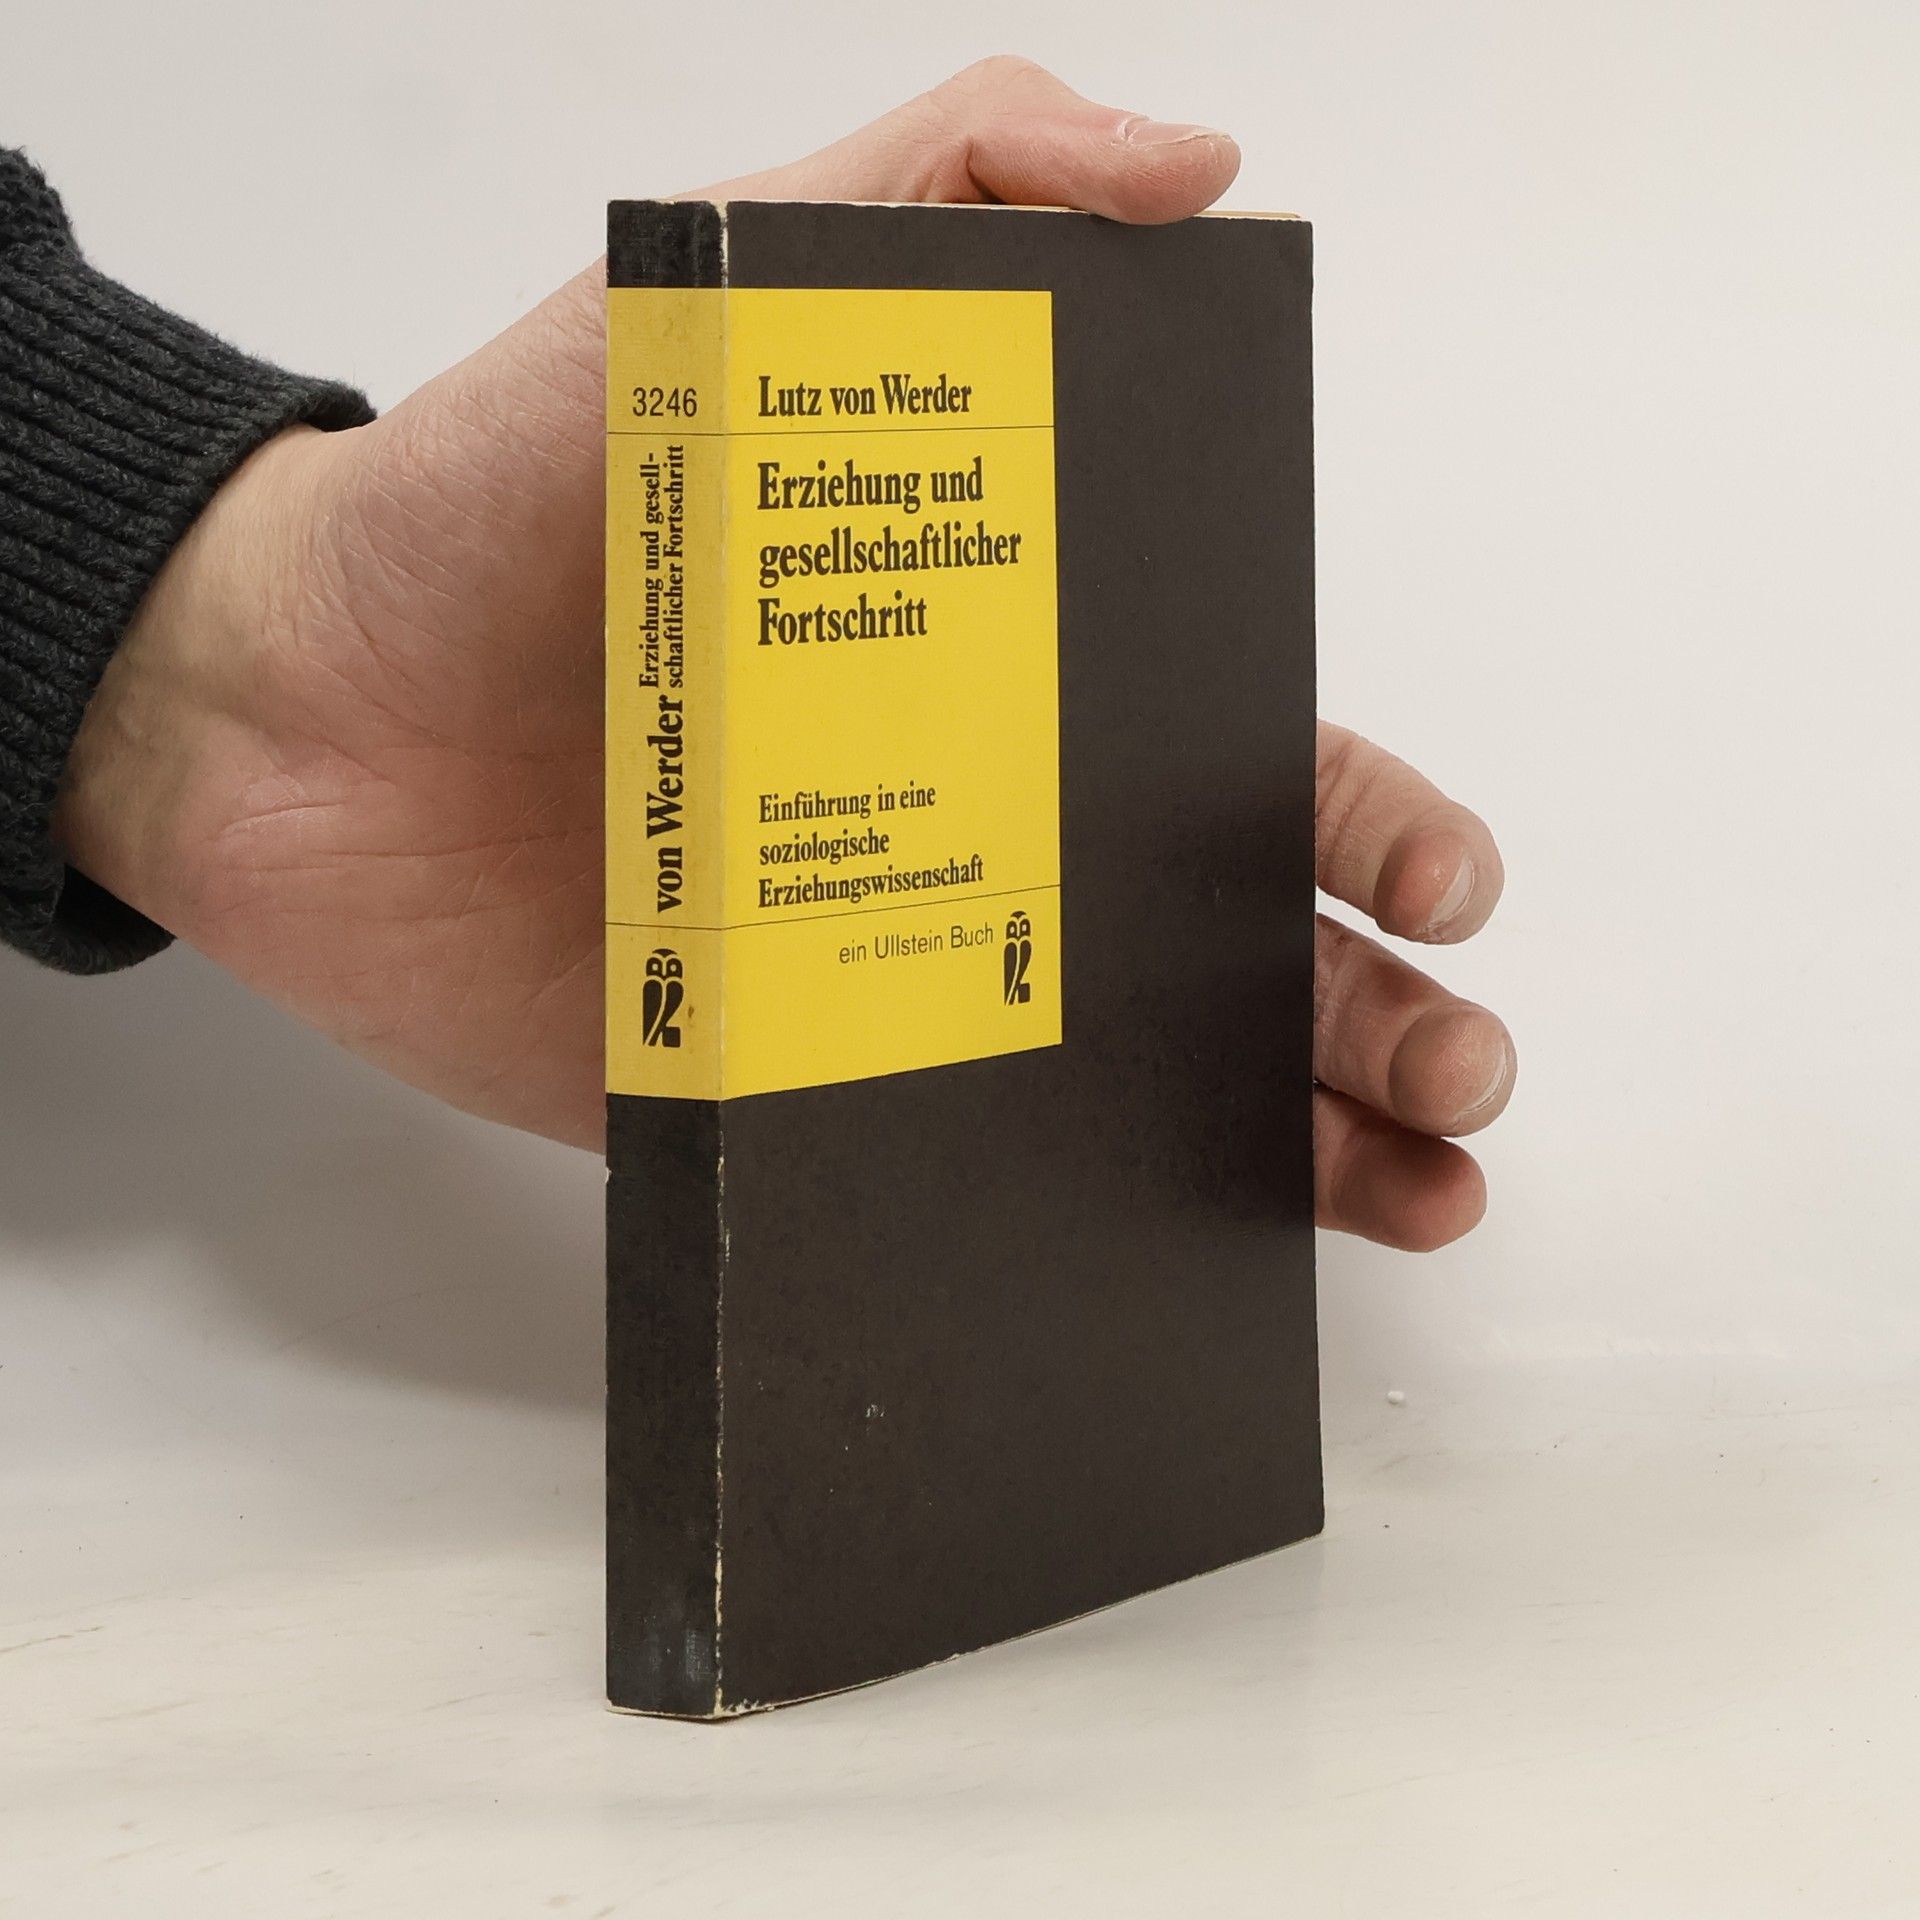 3246
von Werder
Erziehung und gesell-
schaftlicher Fortschritt
Lutz von Werder
Erziehung und
gesellschaftlicher
Fortschritt
Einführung in eine
soziologische
Erziehungswissenschaft
ein Ullstein Buch